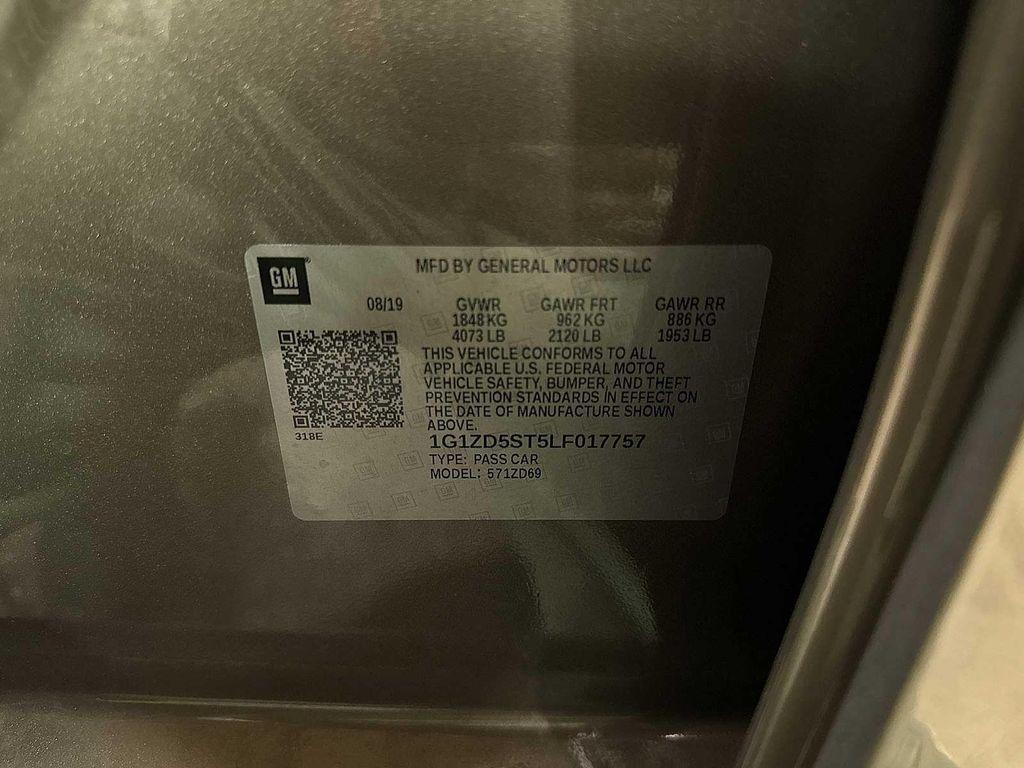 GM
MFD BY GENERAL MOTORS LLC
08/19 GVWR GAWR FRT GAWR RR
1848 KG 962 KG 886 KG
4073 LB 2120 LB 1953 LB
THIS VEHICLE CONFORMS TO ALL
APPLICABLE U.S. FEDERAL MOTOR
VEHICLE SAFETY, BUMPER, AND THEFT
PREVENTION STANDARDS IN EFFECT ON
THE DATE OF MANUFACTURE SHOWN
ABOVE.
318E
1G1ZD5ST5LF017757
TYPE: PASS CAR
MODEL: 571ZD69